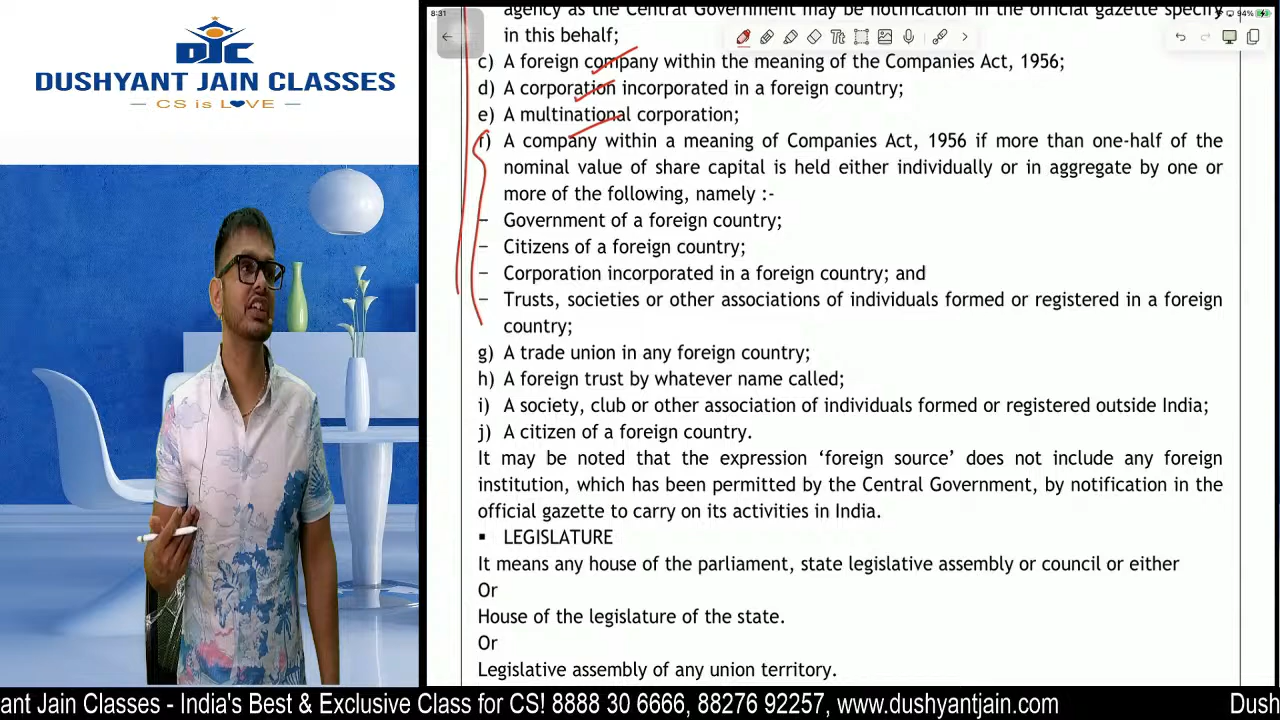 DJC
DUSHYANT JAIN CLASSES
CS is LOVE
8:31
94%
Tt
agency as the Central Government may be notification in the official gazette specify
in this behalf;
c) A foreign company within the meaning of the Companies Act, 1956;
d) A corporation incorporated in a foreign country;
e) A multinational corporation;
f) A company within a meaning of Companies Act, 1956 if more than one-half of the
nominal value of share capital is held either individually or in aggregate by one or
more of the following, namely :-
– Government of a foreign country;
– Citizens of a foreign country;
– Corporation incorporated in a foreign country; and
– Trusts, societies or other associations of individuals formed or registered in a foreign
country;
g) A trade union in any foreign country;
h) A foreign trust by whatever name called;
i) A society, club or other association of individuals formed or registered outside India;
j) A citizen of a foreign country.
It may be noted that the expression ‘foreign source’ does not include any foreign
institution, which has been permitted by the Central Government, by notification in the
official gazette to carry on its activities in India.
▪ LEGISLATURE
It means any house of the parliament, state legislative assembly or council or either
Or
House of the legislature of the state.
Or
Legislative assembly of any union territory.
ant Jain Classes - India's Best & Exclusive Class for CS! 8888 30 6666, 88276 92257, www.dushyantjain.com Dush